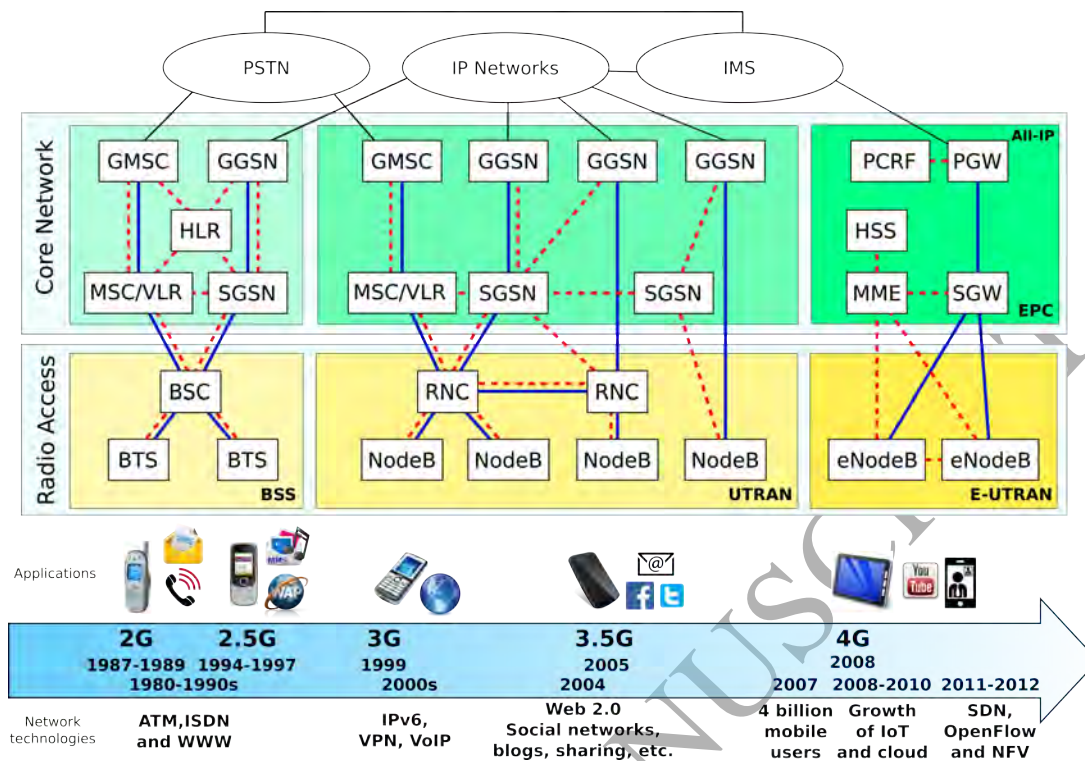 PSTN
IP Networks
IMS
Core Network
All-IP
GMSC
GGSN
GMSC
GGSN
GGSN
GGSN
PCRF
PGW
HLR
HSS
MSC/VLR
SGSN
MSC/VLR
SGSN
SGSN
MME
SGW
EPC
Radio Access
BSC
RNC
RNC
BTS
BTS
NodeB
NodeB
NodeB
NodeB
eNodeB
eNodeB
BSS
UTRAN
E-UTRAN
Applications
MMS
WAP
@
You
Tube
2G
2.5G
3G
3.5G
4G
1987-1989
1994-1997
1999
2005
2008
1980-1990s
2000s
2004
2007
2008-2010
2011-2012
Network
technologies
ATM,ISDN
and WWW
IPv6,
VPN, VoIP
Web 2.0
Social networks,
blogs, sharing, etc.
4 billion
mobile
users
Growth
of IoT
and cloud
SDN,
OpenFlow
and NFV
NUSCRIPT